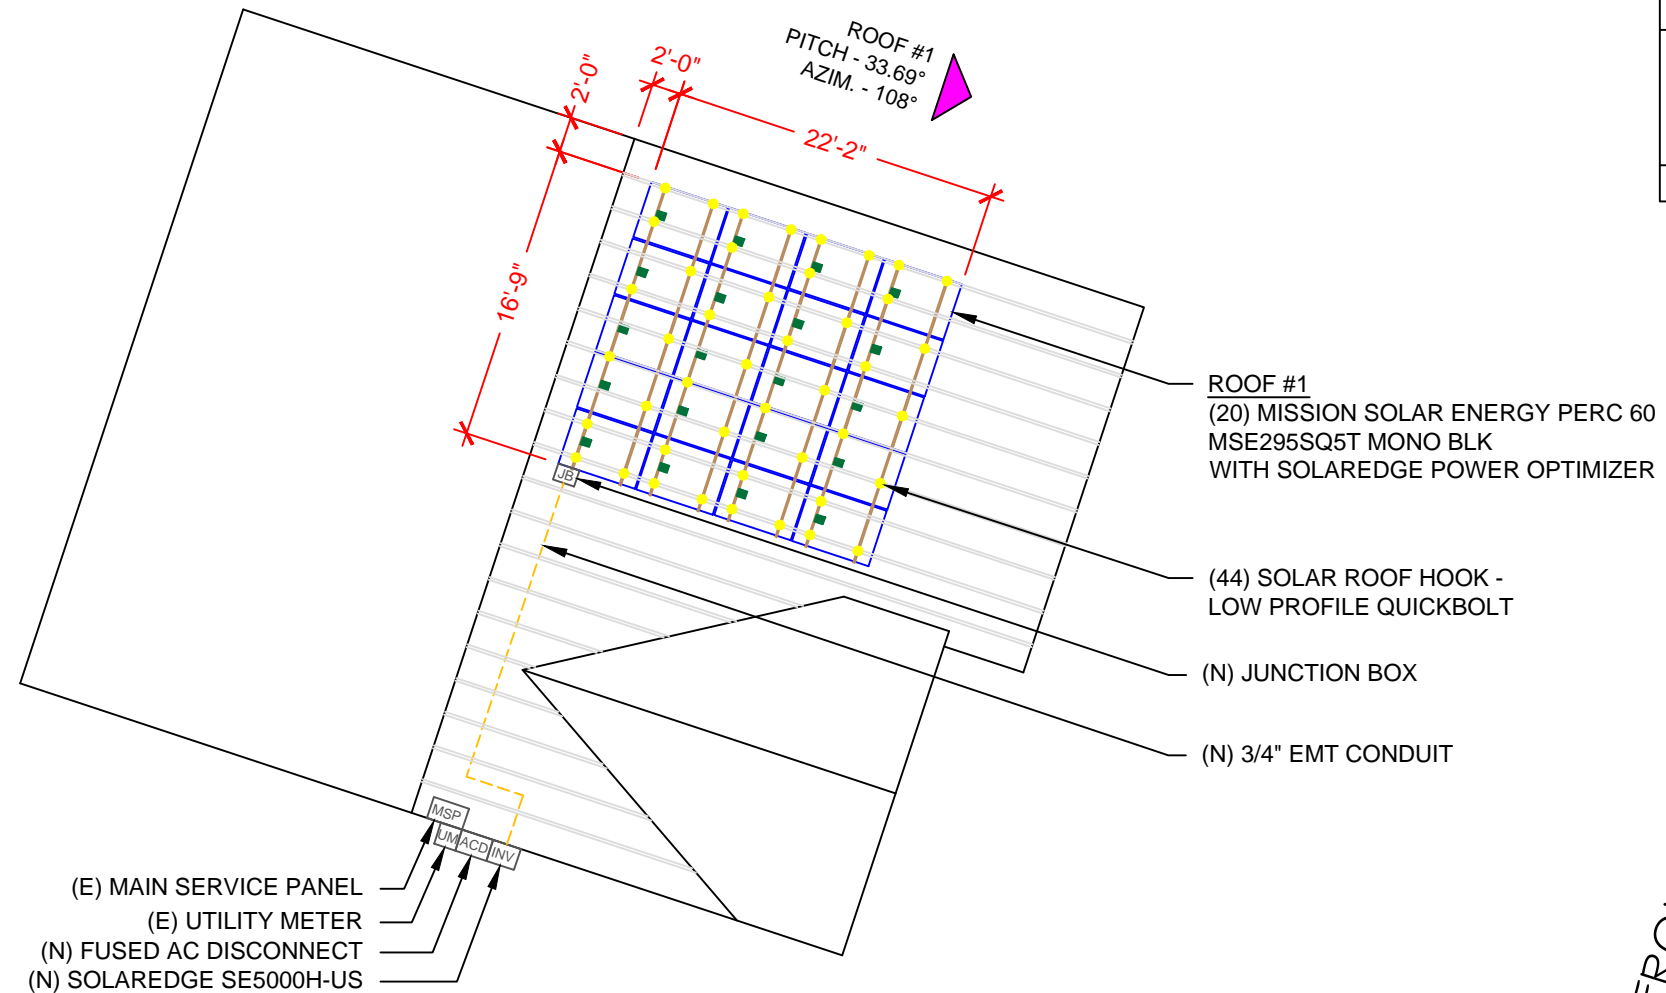 ROOF #1
PITCH - 33.69°
AZIM. - 108°
2'-0"
2'-0"
22'-2"
16'-9"
ROOF #1
(20) MISSION SOLAR ENERGY PERC 60
MSE295SQ5T MONO BLK
WITH SOLAREDGE POWER OPTIMIZER
JB
(44) SOLAR ROOF HOOK -
LOW PROFILE QUICKBOLT
(N) JUNCTION BOX
(N) 3/4" EMT CONDUIT
MSP
UM
ACD
INV
(E) MAIN SERVICE PANEL
(E) UTILITY METER
(N) FUSED AC DISCONNECT
(N) SOLAREDGE SE5000H-US